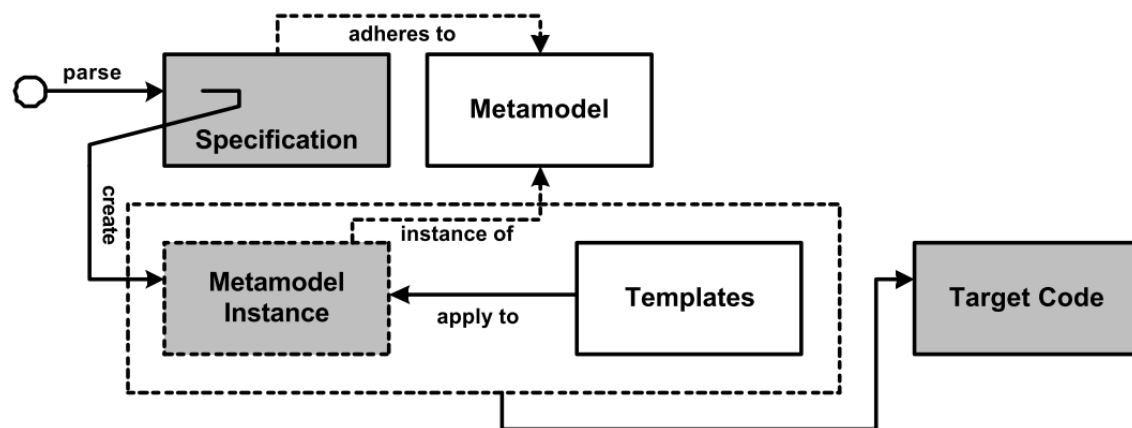 adheres to
parse
Specification
Metamodel
create
instance of
Metamodel
Instance
apply to
Templates
Target Code